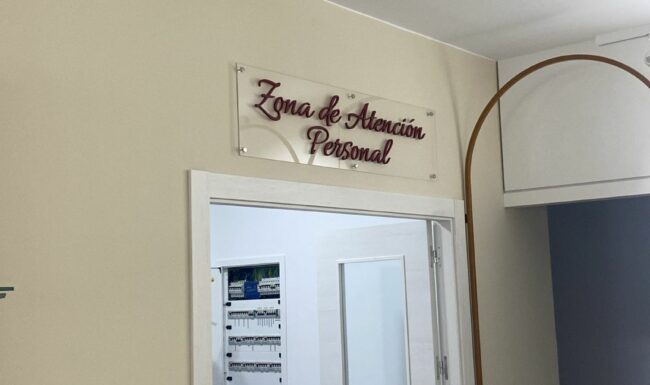 Zona de Atención
Personal